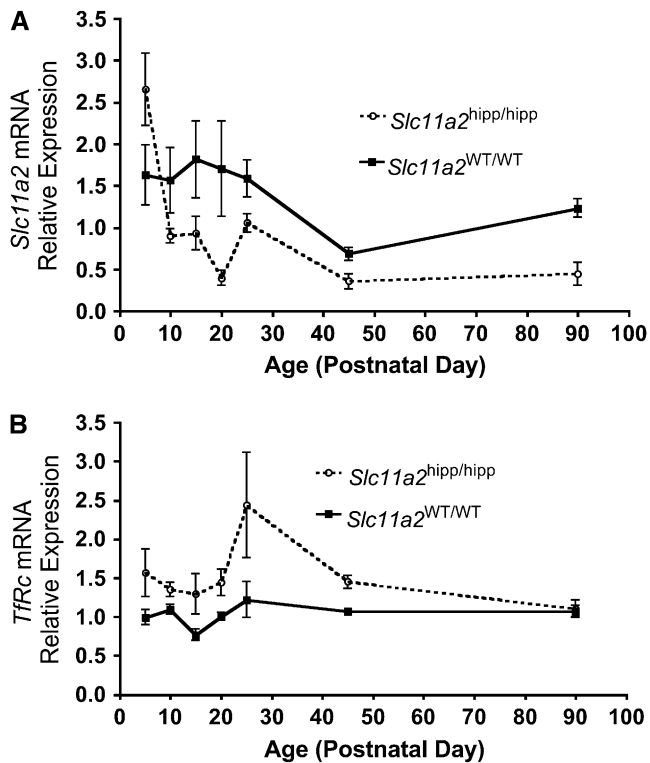 A
Slc11a2 mRNA
Relative Expression
3.5
3.0
2.5
2.0
1.5
1.0
0.5
0.0
Slc11a2hipp/hipp
Slc11a2WT/WT
0 10 20 30 40 50 60 70 80 90 100
Age (Postnatal Day)
B
TfRc mRNA
Relative Expression
3.5
3.0
2.5
2.0
1.5
1.0
0.5
0.0
Slc11a2hipp/hipp
Slc11a2WT/WT
0 10 20 30 40 50 60 70 80 90 100
Age (Postnatal Day)